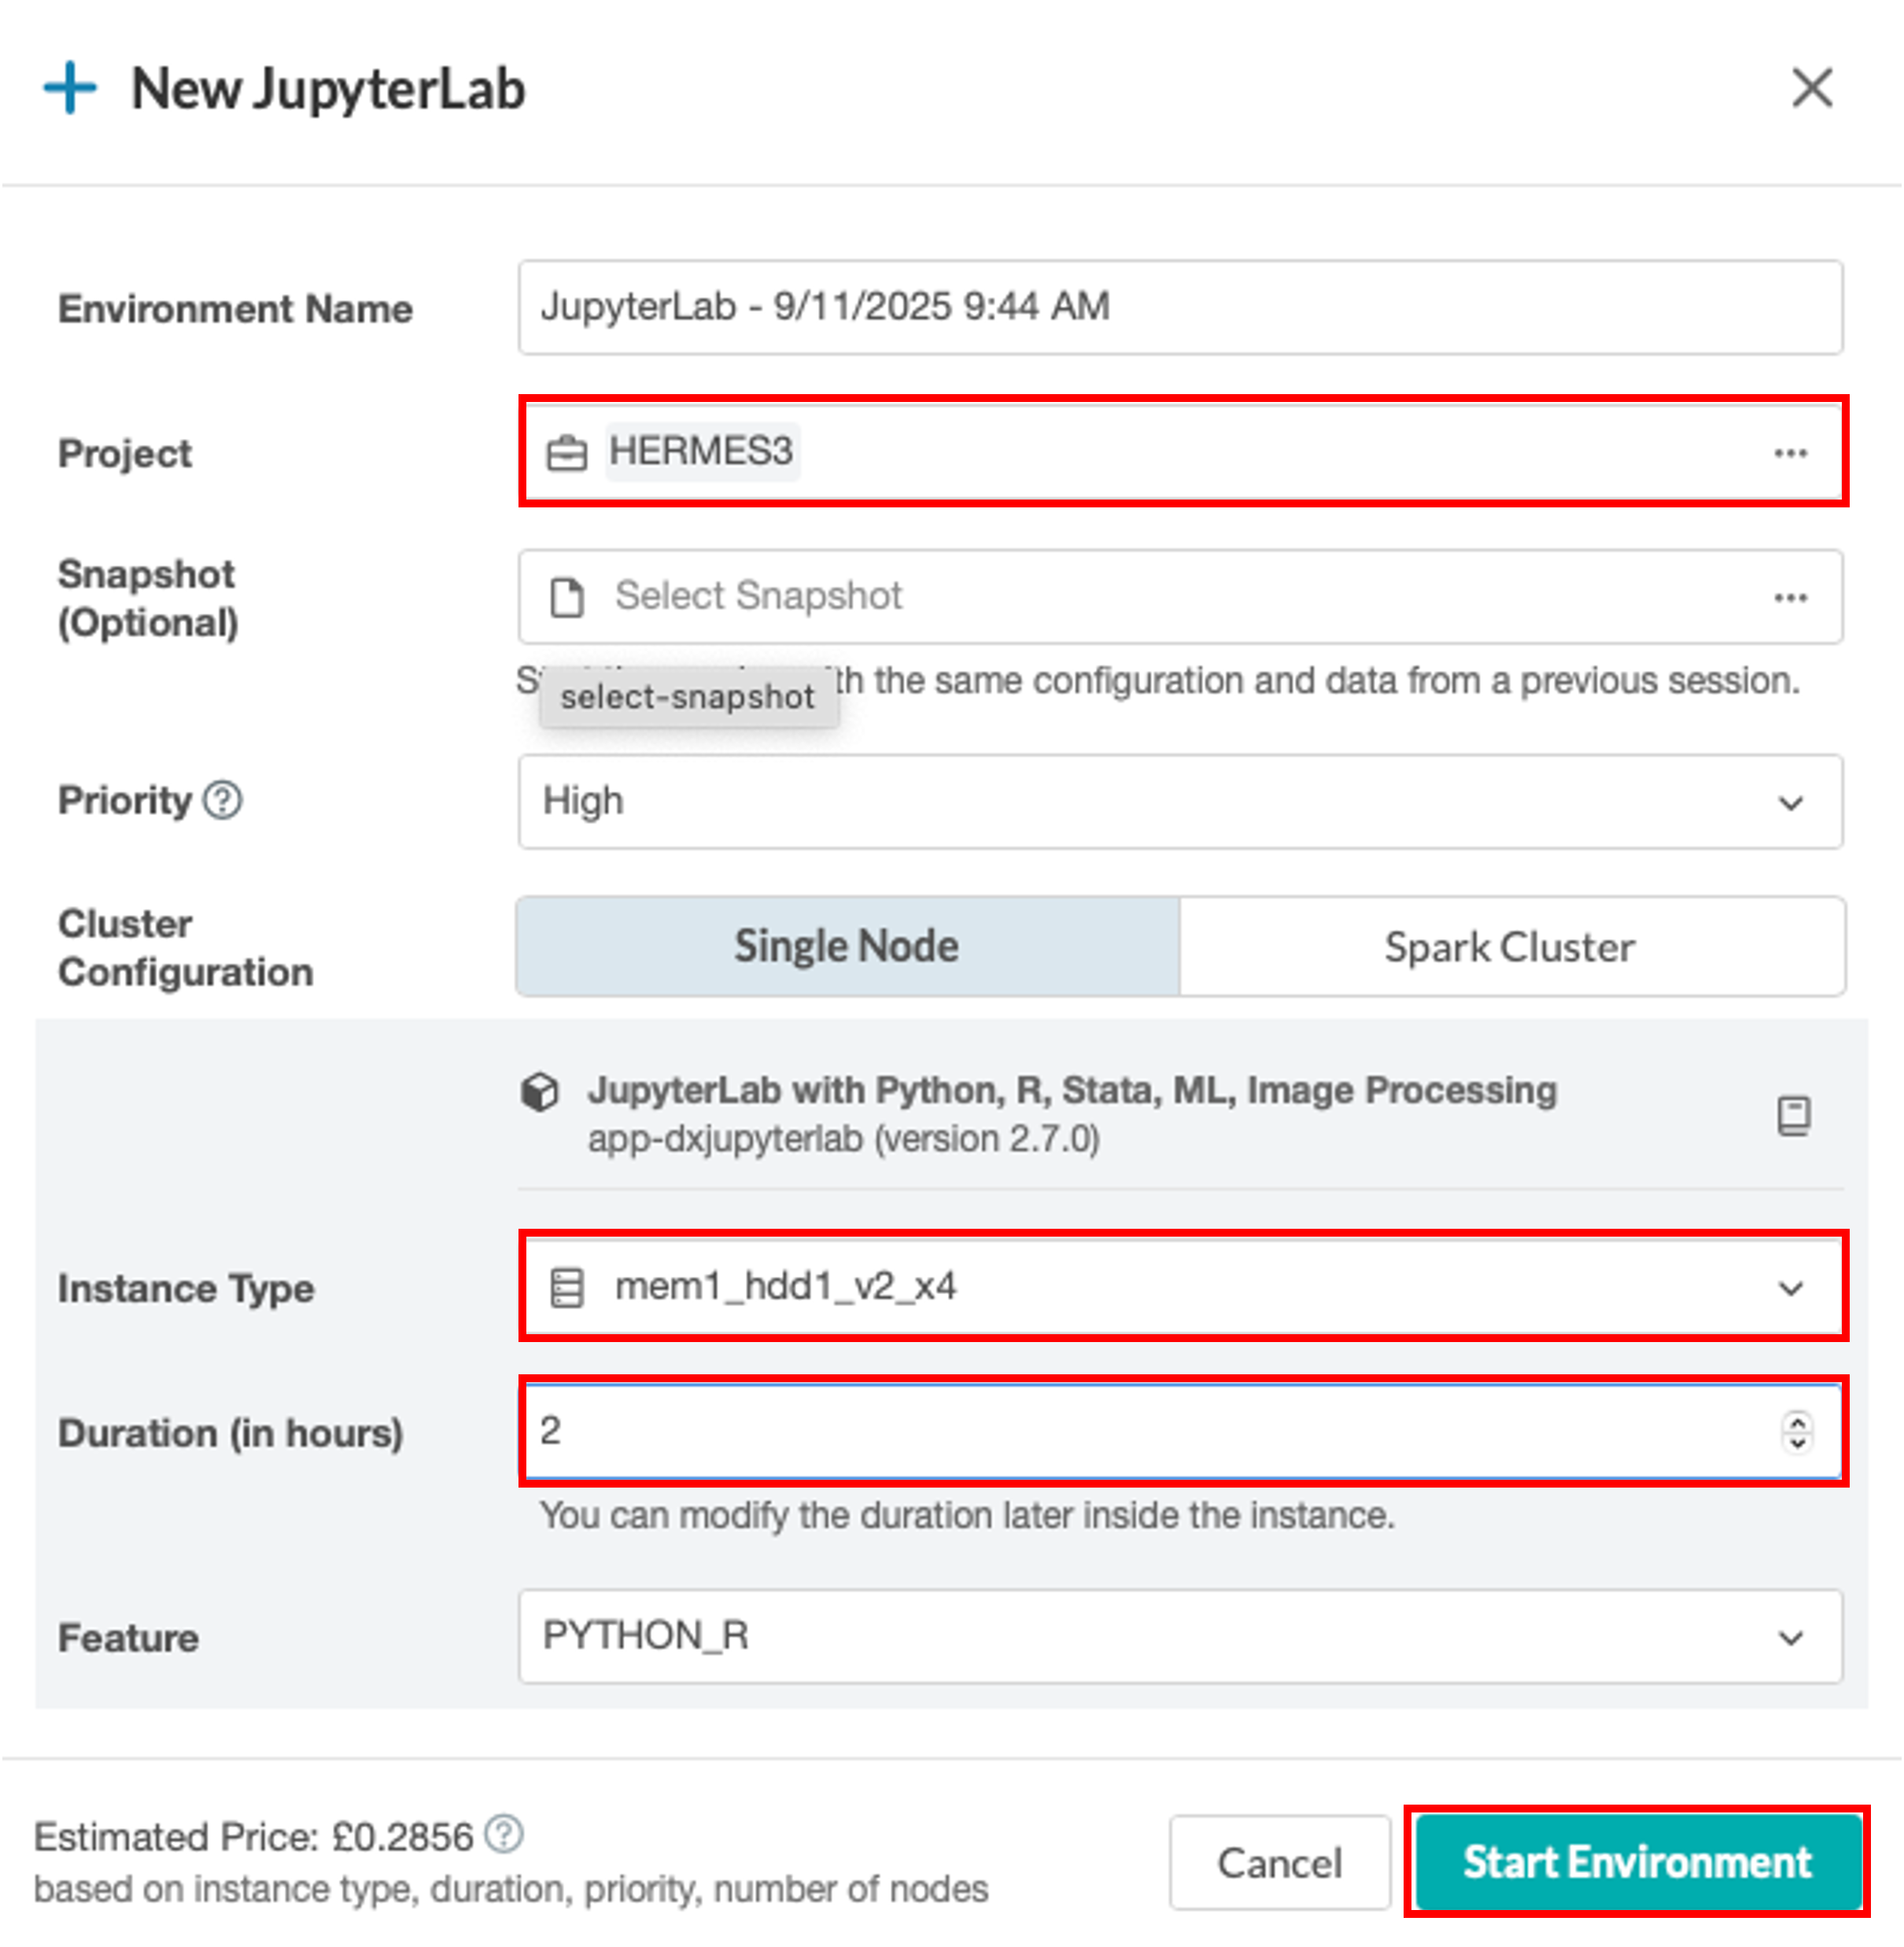 New JupyterLab
Environment Name
JupyterLab - 9/11/2025 9:44 AM
Project
HERMES3
Snapshot
(Optional)
Select Snapshot
the same configuration and data from a previous session.
select-snapshot
Priority
High
Cluster
Configuration
Single Node
Spark Cluster
JupyterLab with Python, R, Stata, ML, Image Processing
app-dxjupyterlab (version 2.7.0)
Instance Type
mem1_hdd1_v2_x4
Duration (in hours)
2
You can modify the duration later inside the instance.
Feature
PYTHON_R
Estimated Price: £0.2856
based on instance type, duration, priority, number of nodes
Cancel
Start Environment